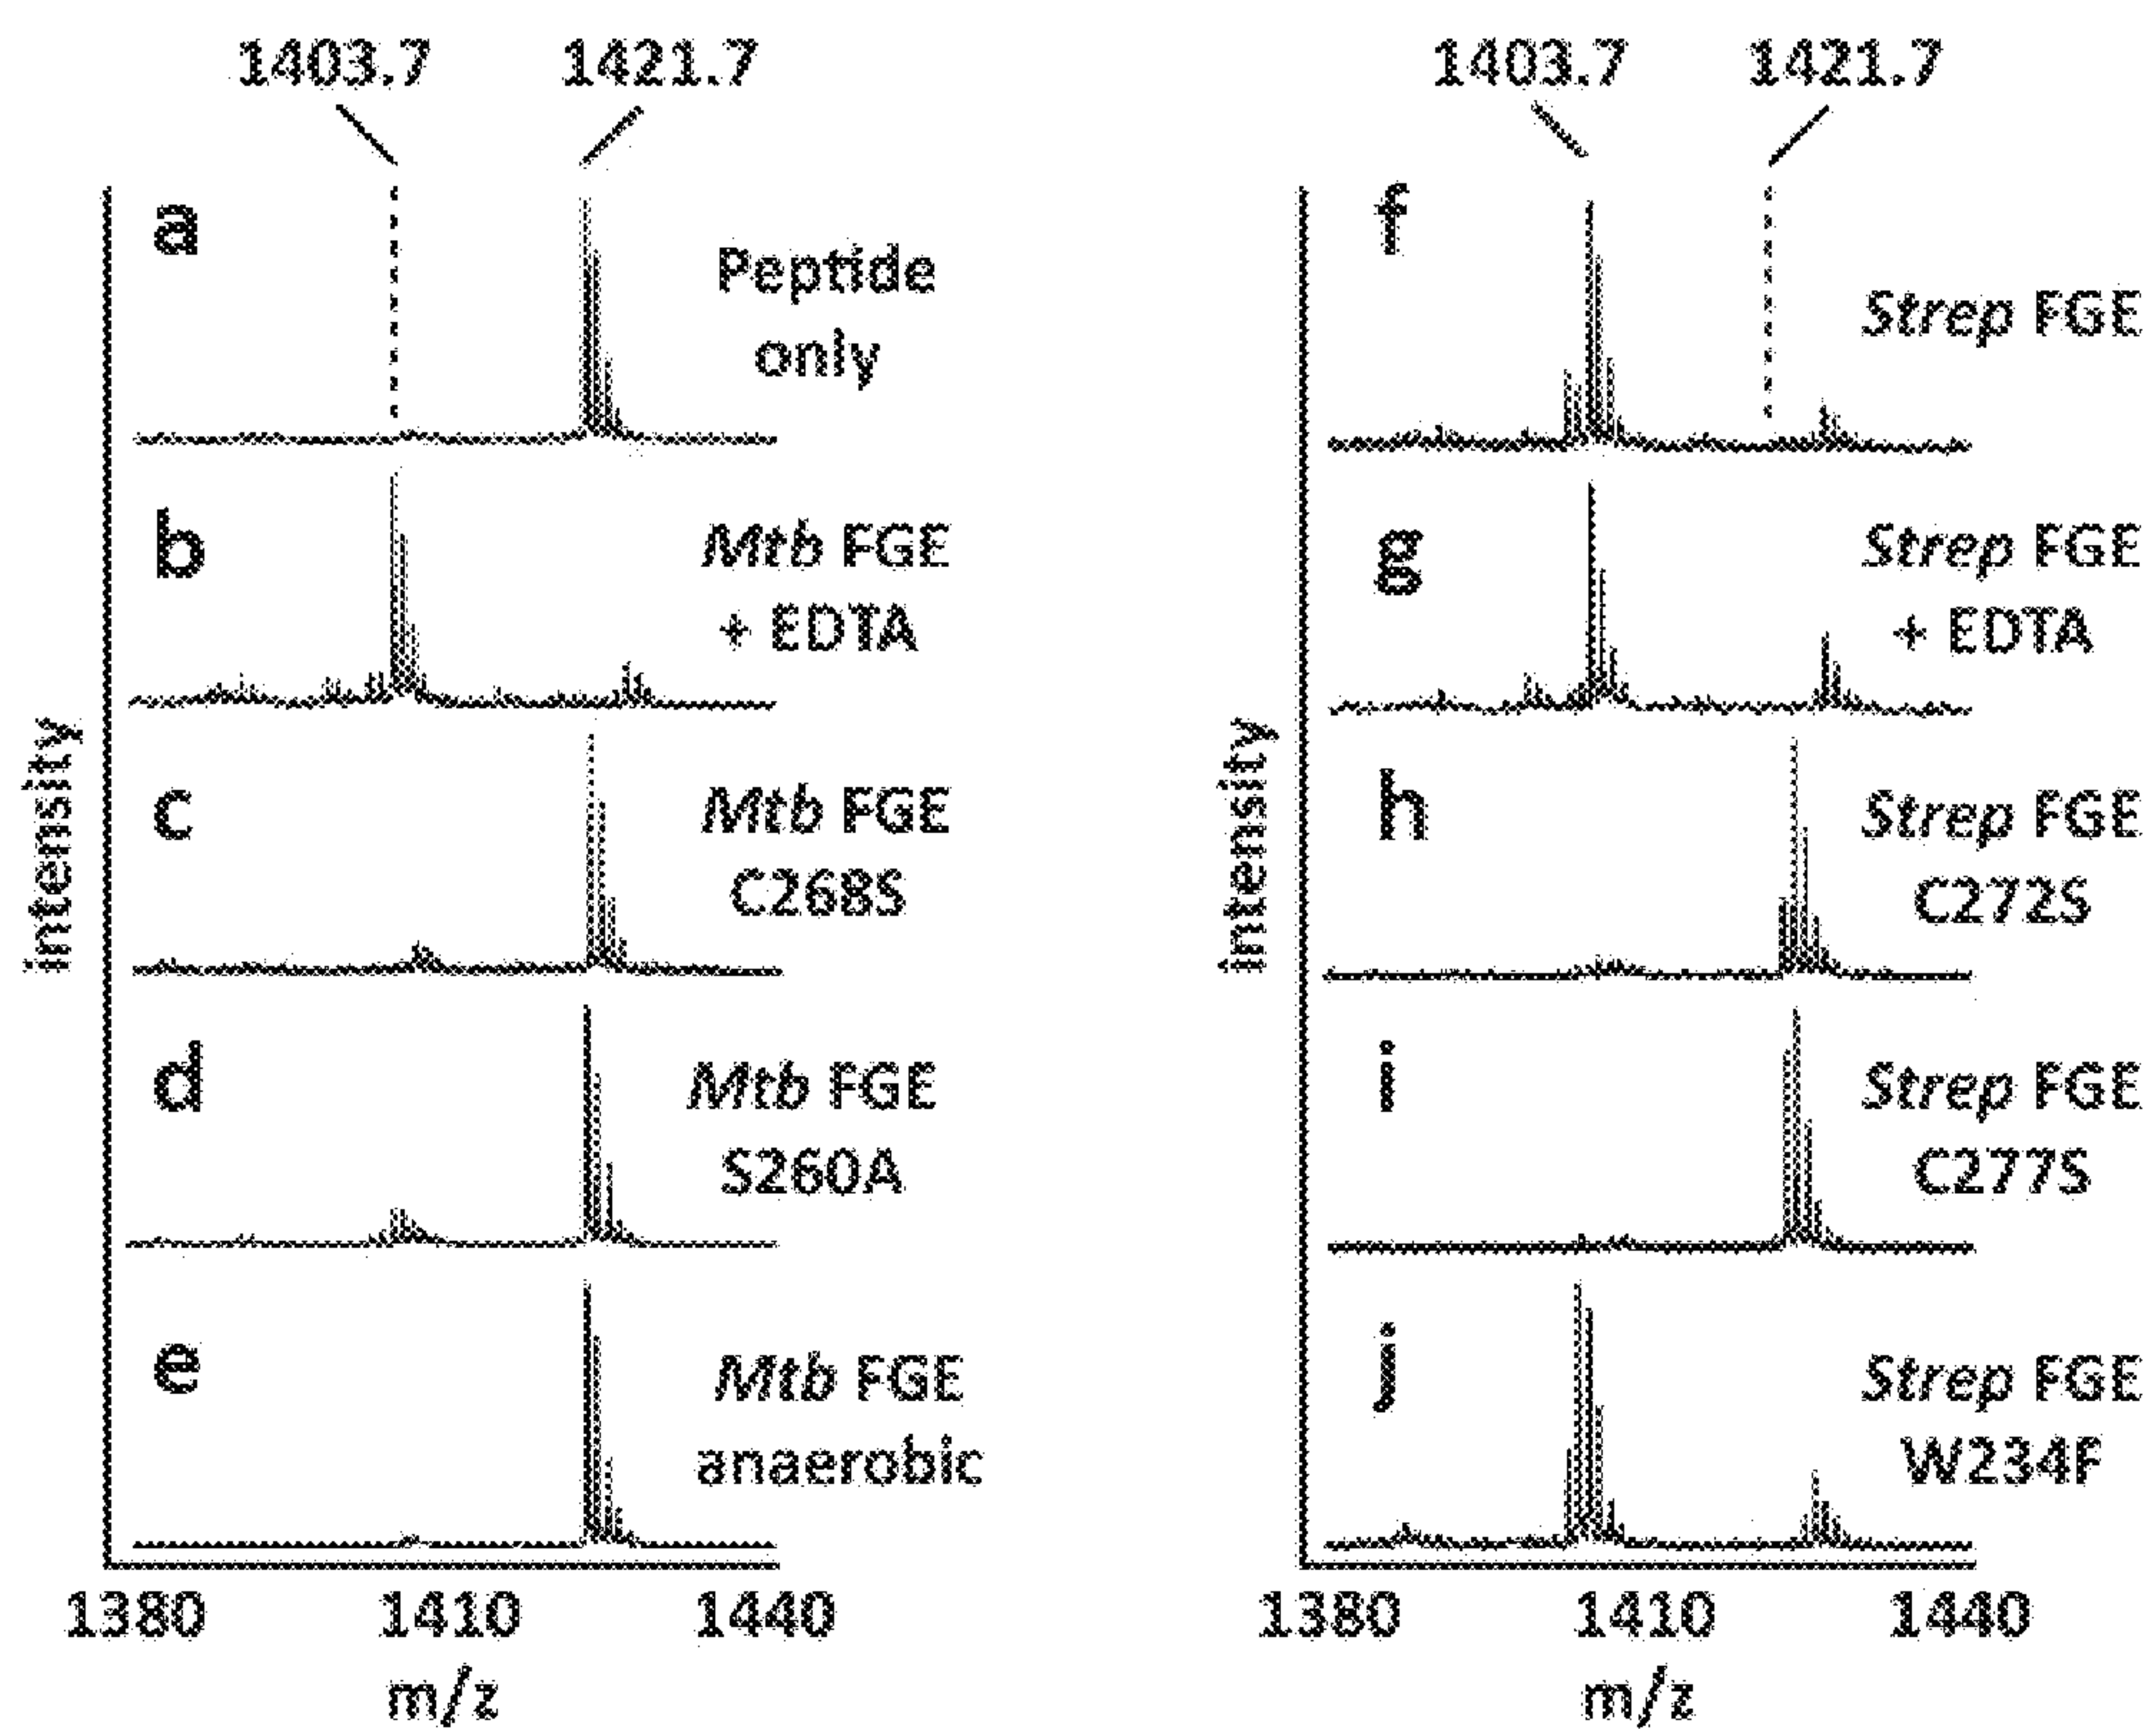 1403.7 1421.7
a
Peptide
only
b
Mtb FGE
+ EDTA
c
Mtb FGE
C268S
d
Mtb FGE
S260A
e
Mtb FGE
anaerobic
intensity
1380 1410 1440
m/z
1403.7 1421.7
f
Strep FGE
g
Strep FGE
+ EDTA
h
Strep FGE
C272S
i
Strep FGE
C277S
j
Strep FGE
W234F
intensity
1380 1410 1440
m/z